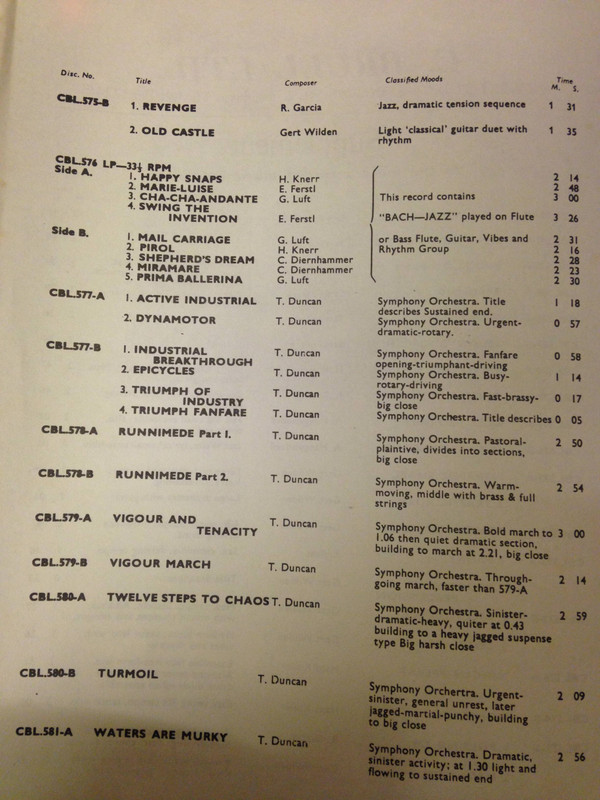 Disc. No. Title Composer Classified Moods Time
M. S.
CBL.575-B 1. REVENGE R. Garcia Jazz, dramatic tension sequence 1 31
2. OLD CASTLE Gert Wilden Light ‘classical’ guitar duet with 1 35
rhythm
CBL.576 LP—33⅓ RPM
Side A.
1. HAPPY SNAPS H. Knerr 2 14
2. MARIE-LUISE E. Ferstl 2 48
3. CHA-CHA-ANDANTE G. Luft This record contains 3 00
4. SWING THE
INVENTION E. Ferstl “BACH—JAZZ” played on Flute 3 26
Side B.
1. MAIL CARRIAGE G. Luft or Bass Flute, Guitar, Vibes and 2 31
2. PIROL H. Knerr Rhythm Group 2 16
3. SHEPHERD'S DREAM C. Diernhammer 2 28
4. MIRAMARE C. Diernhammer 2 23
5. PRIMA BALLERINA G. Luft 2 30
CBL.577-A 1. ACTIVE INDUSTRIAL T. Duncan Symphony Orchestra. Title 1 18
describes Sustained end.
2. DYNAMOTOR T. Duncan Symphony Orchestra. Urgent- 0 57
dramatic-rotary.
CBL.577-B 1. INDUSTRIAL
BREAKTHROUGH T. Duncan Symphony Orchestra. Fanfare 0 58
opening-triumphant-driving
2. EPICYCLES T. Duncan Symphony Orchestra. Busy- 1 14
rotary-driving
3. TRIUMPH OF
INDUSTRY T. Duncan Symphony Orchestra. Fast-brassy- 0 17
big close
4. TRIUMPH FANFARE T. Duncan Symphony Orchestra. Title describes 0 05
CBL.578-A RUNNIMEDE Part 1. T. Duncan Symphony Orchestra. Pastoral- 2 50
plaintive, divides into sections,
big close
CBL.578-B RUNNIMEDE Part 2. T. Duncan Symphony Orchestra. Warm- 2 54
moving, middle with brass & full
strings
CBL.579-A VIGOUR AND
TENACITY T. Duncan Symphony Orchestra. Bold march to 3 00
1.06 then quiet dramatic section,
building to march at 2.21, big close
CBL.579-B VIGOUR MARCH T. Duncan Symphony Orchestra. Through- 2 14
going march, faster than 579-A
CBL.580-A TWELVE STEPS TO CHAOS T. Duncan Symphony Orchestra. Sinister- 2 59
dramatic-heavy, quiter at 0.43
building to a heavy jagged suspense
type Big harsh close
CBL.580-B TURMOIL T. Duncan Symphony Orchertra. Urgent- 2 09
sinister, general unrest, later
jagged-martial-punchy, building
to big close
CBL.581-A WATERS ARE MURKY T. Duncan Symphony Orchestra. Dramatic, 2 56
sinister activity; at 1.30 light and
flowing to sustained end